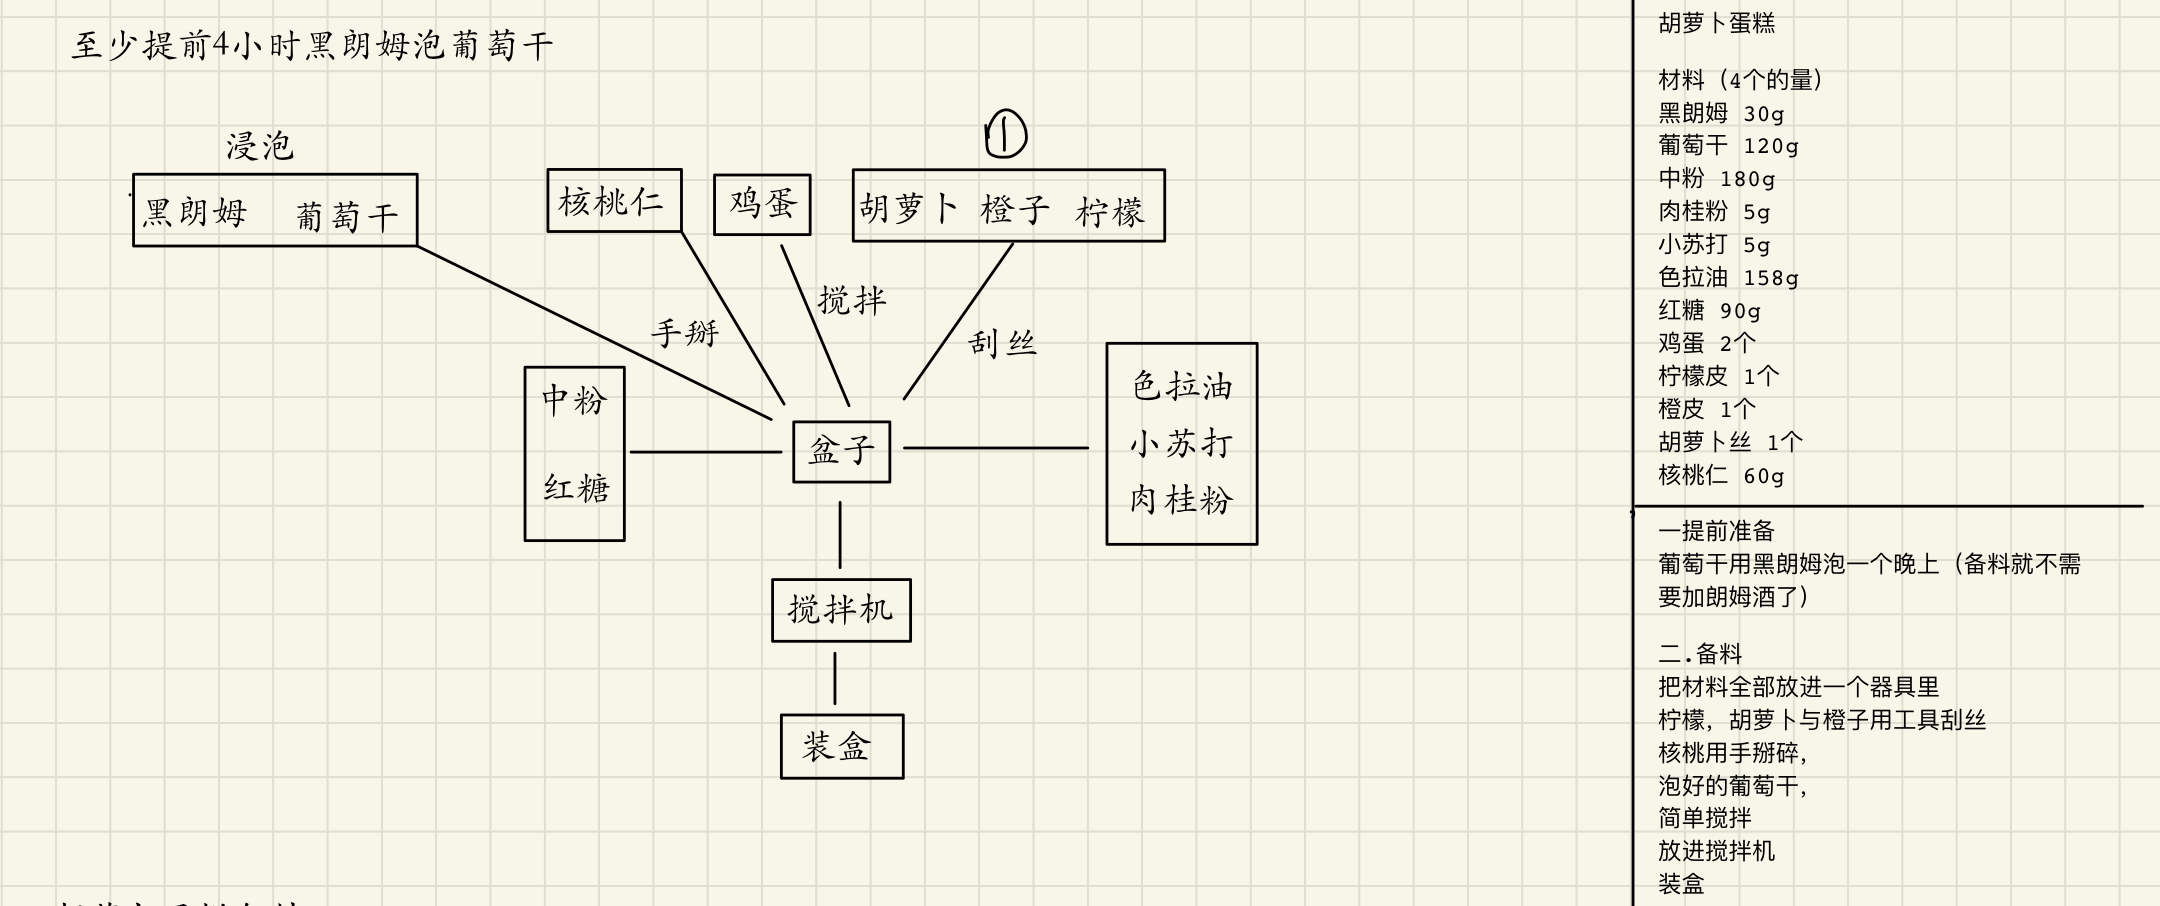 至少提前4小时黑朗姆泡葡萄干
①
浸泡
黑朗姆 葡萄干
核桃仁
鸡蛋
胡萝卜 橙子 柠檬
手掰
搅拌
刮丝
中粉
红糖
盆子
色拉油
小苏打
肉桂粉
搅拌机
装盒
胡萝卜蛋糕
材料（4个的量）
黑朗姆 30g
葡萄干 120g
中粉 180g
肉桂粉 5g
小苏打 5g
色拉油 158g
红糖 90g
鸡蛋 2个
柠檬皮 1个
橙皮 1个
胡萝卜丝 1个
核桃仁 60g
一提前准备
葡萄干用黑朗姆泡一个晚上（备料就不需
要加朗姆酒了）
二.备料
把材料全部放进一个器具里
柠檬，胡萝卜与橙子用工具刮丝
核桃用手掰碎，
泡好的葡萄干，
简单搅拌
放进搅拌机
装盒